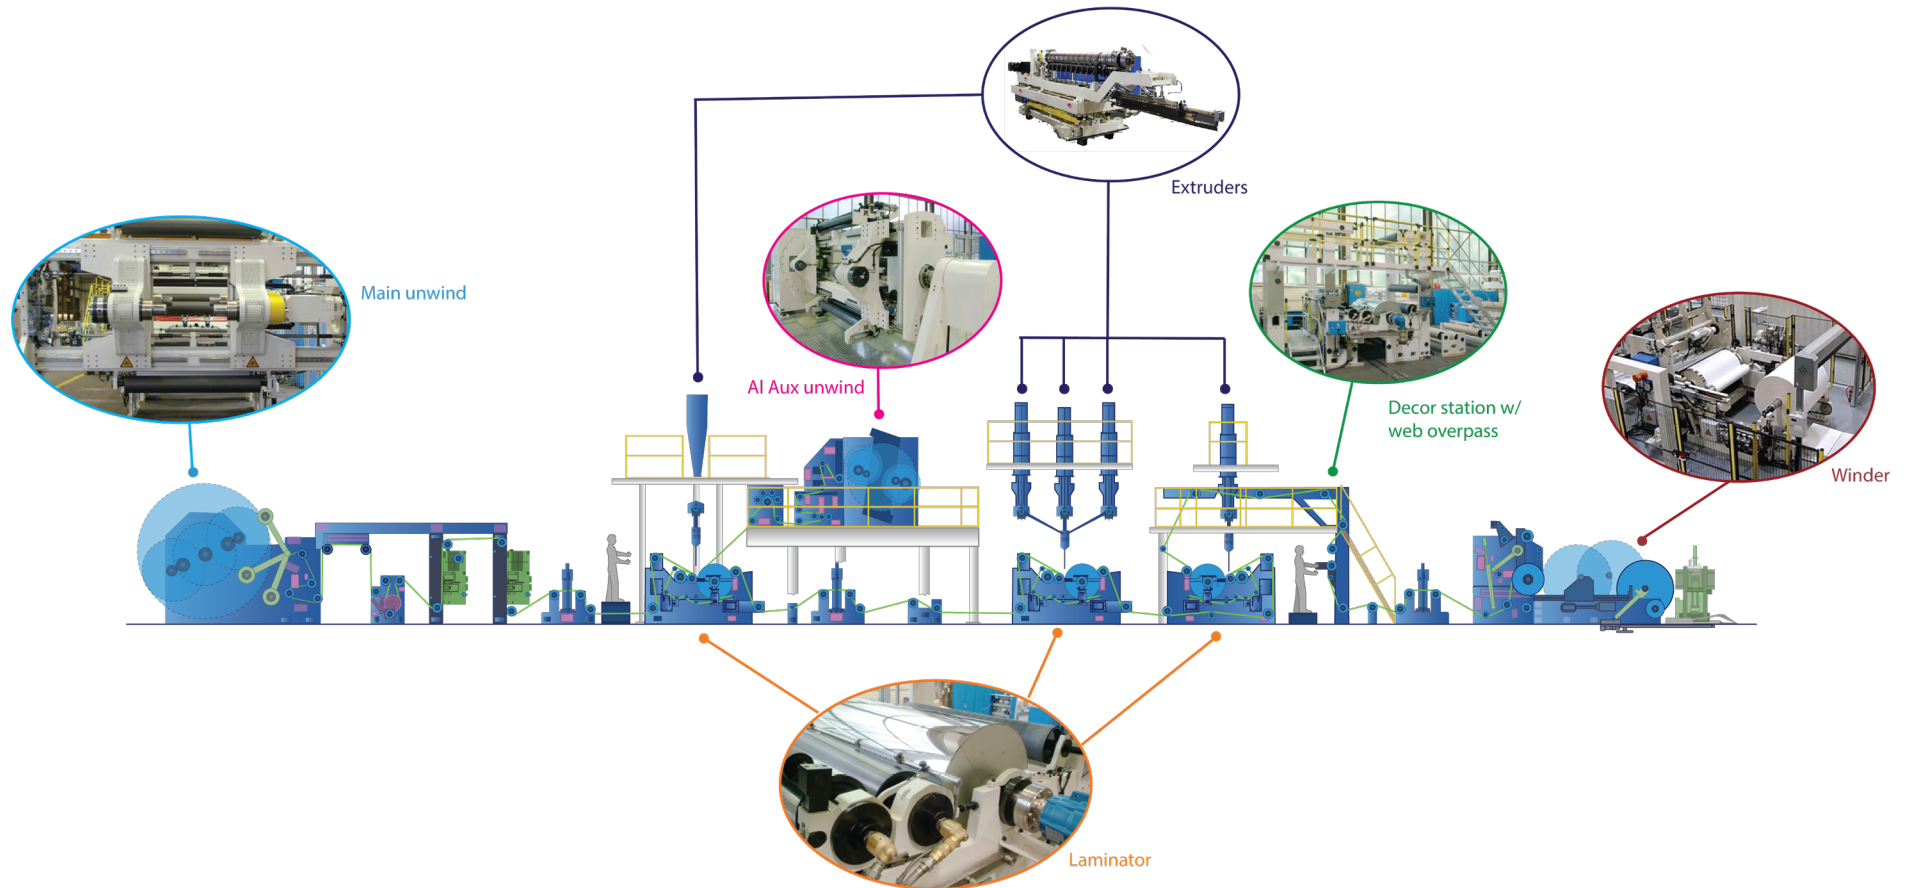 Extruders
Main unwind
Al Aux unwind
Decor station w/
web overpass
Winder
Laminator